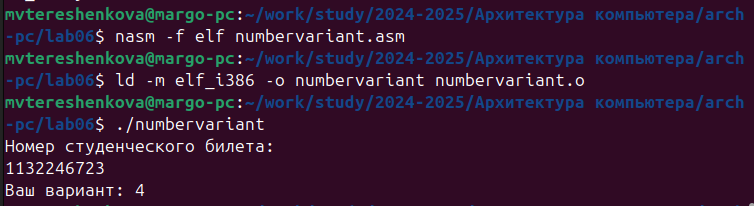 mvtereshenkova@margo-pc:~/work/study/2024-2025/Архитектура компьютера/arch
-pc/lab06$ nasm -f elf numbervariant.asm
mvtereshenkova@margo-pc:~/work/study/2024-2025/Архитектура компьютера/arch
-pc/lab06$ ld -m elf_i386 -o numbervariant numbervariant.o
mvtereshenkova@margo-pc:~/work/study/2024-2025/Архитектура компьютера/arch
-pc/lab06$ ./numbervariant
Номер студенческого билета:
1132246723
Ваш вариант: 4